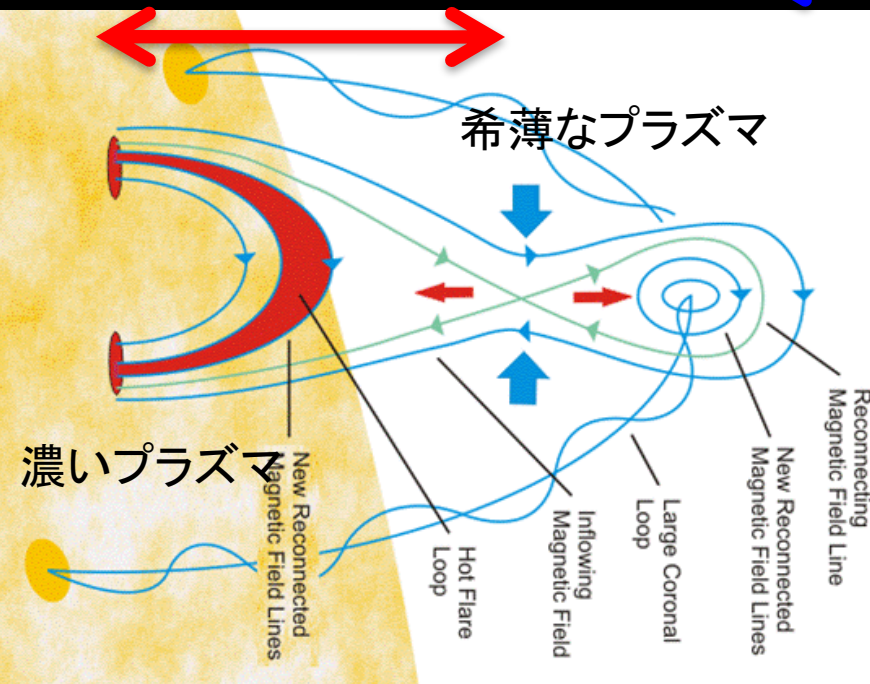 希薄なプラズマ
濃いプラズマ
New Reconnected
Magnetic Field Lines
Hot Flare
Loop
Inflowing
Magnetic Field
Large Coronal
Loop
New Reconnected
Magnetic Field Lines
Reconnecting
Magnetic Field Line